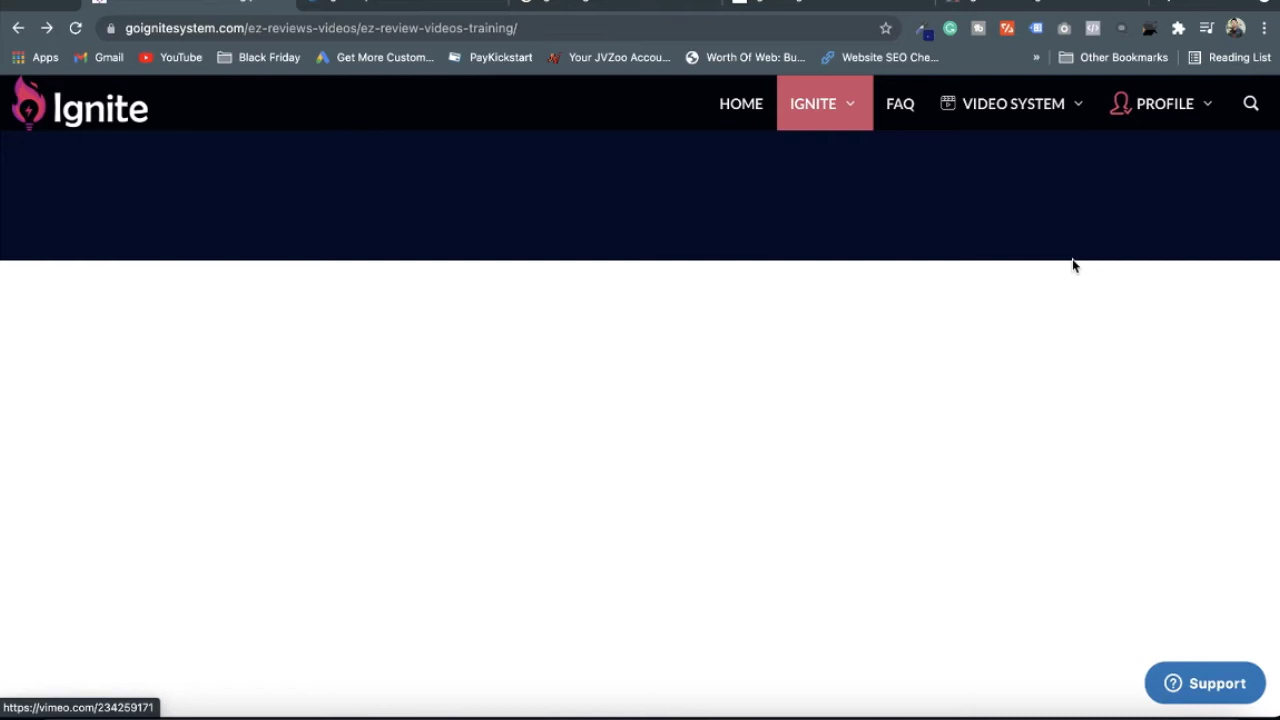 goignitesystem.com/ez-reviews-videos/ez-review-videos-training/
Apps Gmail YouTube Black Friday Get More Custom... PayKickstart Your JVZoo Accou... Worth Of Web: Bu... Website SEO Che... » Other Bookmarks Reading List
Ignite HOME IGNITE FAQ VIDEO SYSTEM PROFILE
Support
https://vimeo.com/234259171